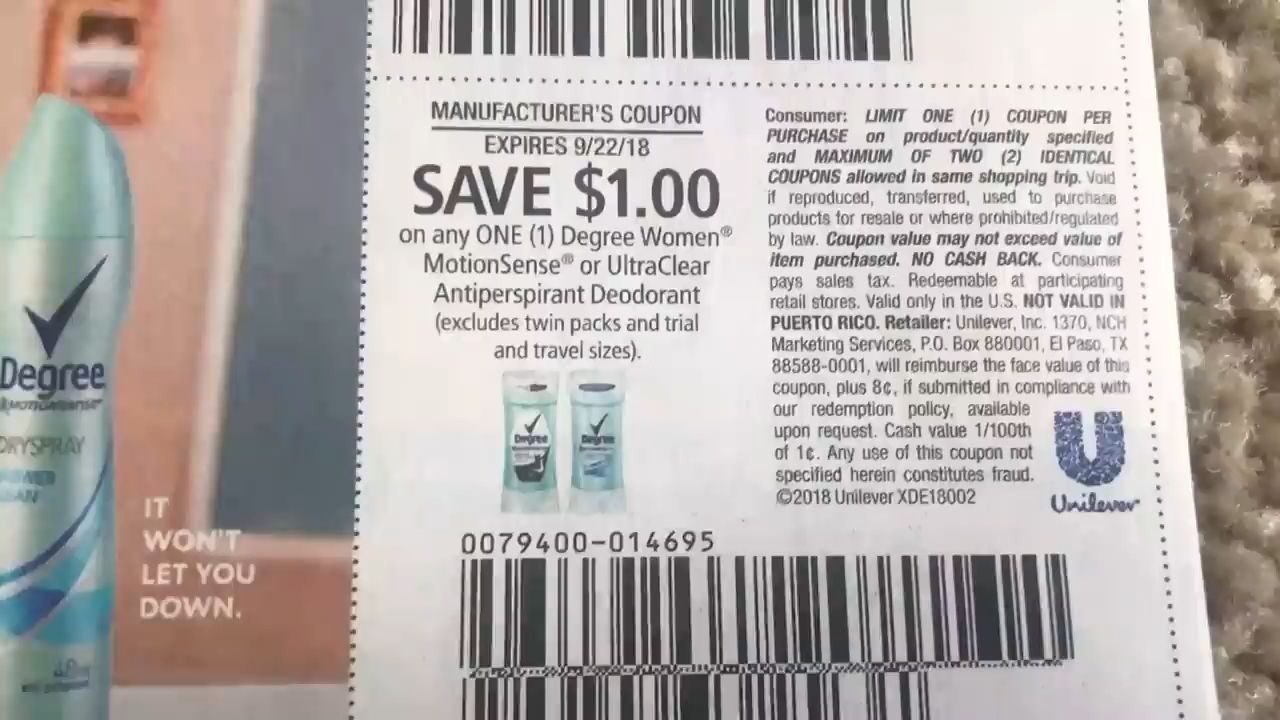 MANUFACTURER'S COUPON
EXPIRES 9/22/18
SAVE $1.00
on any ONE (1) Degree Women®
MotionSense® or UltraClear
Antiperspirant Deodorant
(excludes twin packs and trial
and travel sizes).
Degree
Degree
0079400-014695
Consumer: LIMIT ONE (1) COUPON PER
PURCHASE on product/quantity specified
and MAXIMUM OF TWO (2) IDENTICAL
COUPONS allowed in same shopping trip. Void
if reproduced, transferred, used to purchase
products for resale or where prohibited/regulated
by law. Coupon value may not exceed value of
item purchased. NO CASH BACK. Consumer
pays sales tax. Redeemable at participating
retail stores. Valid only in the U.S. NOT VALID IN
PUERTO RICO. Retailer: Unilever, Inc. 1370, NCH
Marketing Services, P.O. Box 880001, El Paso, TX
88588-0001, will reimburse the face value of this
coupon, plus 8¢, if submitted in compliance with
our redemption policy, available
upon request. Cash value 1/100th
of 1¢. Any use of this coupon not
specified herein constitutes fraud.
©2018 Unilever XDE18002
Unilever
Degree
MOTIONSENSE
DRYSPRAY
IT
WON'T
LET YOU
DOWN.